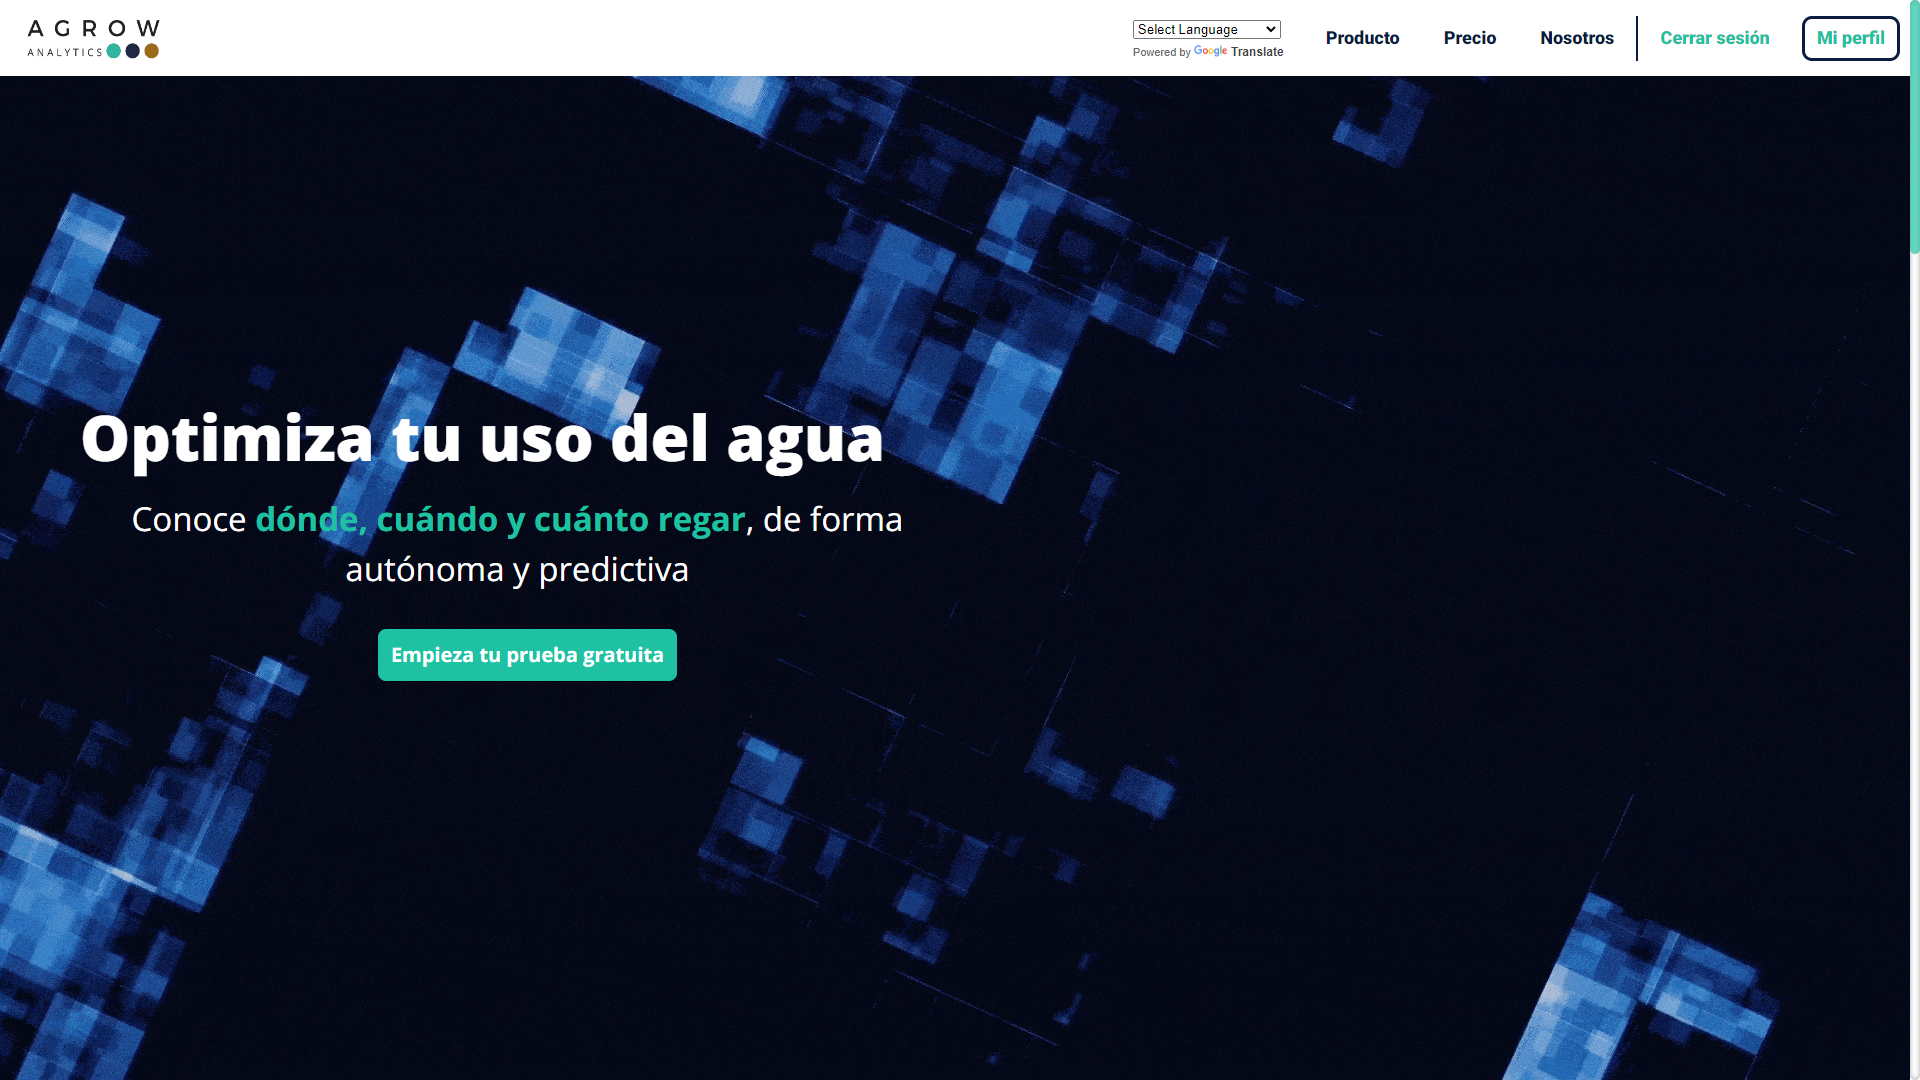 AGROW
ANALYTICS
Select Language
Powered by Google Translate
Producto
Precio
Nosotros
Cerrar sesión
Mi perfil
Optimiza tu uso del agua
Conoce dónde, cuándo y cuánto regar, de forma
autónoma y predictiva
Empieza tu prueba gratuita